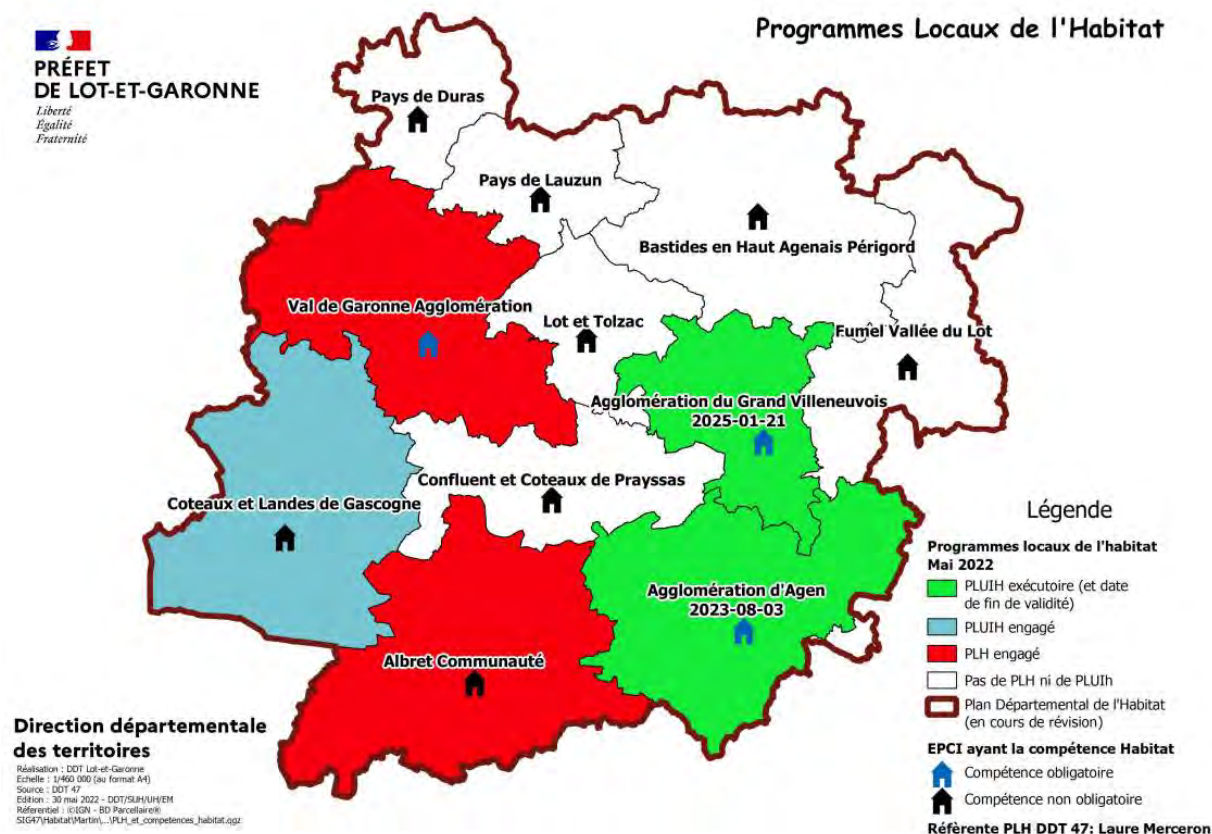 Programmes Locaux de l'Habitat
PRÉFET
DE LOT-ET-GARONNE
Liberté
Égalité
Fraternité
Pays de Duras
Pays de Lauzun
Bastides en Haut Agenais Périgord
Val de Garonne Agglomération
Lot et Tolzac
Fumel Vallée du Lot
Agglomération du Grand Villeneuvois
2025-01-21
Confluent et Coteaux de Prayssas
Coteaux et Landes de Gascogne
Agglomération d'Agen
2023-08-03
Albret Communauté
Légende
Programmes locaux de l'habitat
Mai 2022
PLUIH exécutoire (et date
de fin de validité)
PLUIH engagé
PLH engagé
Pas de PLH ni de PLUIh
Plan Départemental de l'Habitat
(en cours de révision)
EPCI ayant la compétence Habitat
Compétence obligatoire
Compétence non obligatoire
Référente PLH DDT 47: Laure Merceron
Direction départementale
des territoires
Réalisation : DDT Lot-et-Garonne
Echelle : 1/460 000 (au format A4)
Source : DDT 47
Edition : 30 mai 2022 - DDT/SUH/UH/EM
Réferentiel : ©IGN - BD Parcellaire®
SIG47\Habitat\Martin\...\PLH_et_competences_habitat.qgz